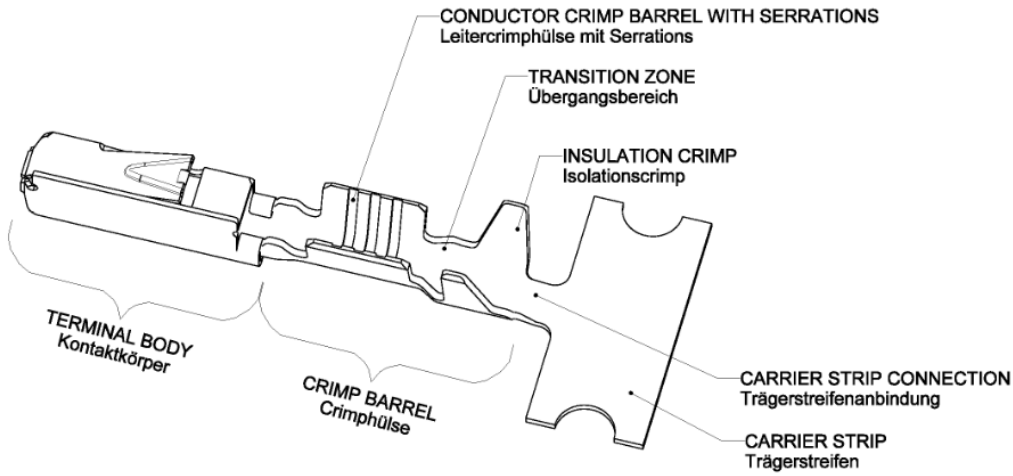 CONDUCTOR CRIMP BARREL WITH SERRATIONS
Leitercrimphülse mit Serrations
TRANSITION ZONE
Übergangsbereich
INSULATION CRIMP
Isolationscrimp
TERMINAL BODY
Kontaktkörper
CRIMP BARREL
Crimphülse
CARRIER STRIP CONNECTION
Trägerstreifenanbindung
CARRIER STRIP
Trägerstreifen